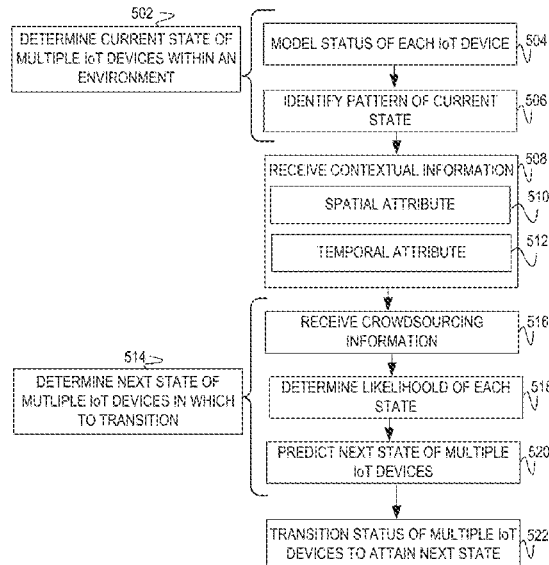 502
DETERMINE CURRENT STATE OF
MULTIPLE IoT DEVICES WITHIN AN
ENVIRONMENT
MODEL STATUS OF EACH IoT DEVICE
504
IDENTIFY PATTERN OF CURRENT
STATE
506
RECEIVE CONTEXTUAL INFORMATION
508
SPATIAL ATTRIBUTE
510
TEMPORAL ATTRIBUTE
512
514
DETERMINE NEXT STATE OF
MUTLIPLE IoT DEVICES IN WHICH
TO TRANSITION
RECEIVE CROWDSOURCING
INFORMATION
516
DETERMINE LIKELIHOOLD OF EACH
STATE
518
PREDICT NEXT STATE OF MULTIPLE
IoT DEVICES
520
TRANSITION STATUS OF MULTIPLE IoT
DEVICES TO ATTAIN NEXT STATE
522